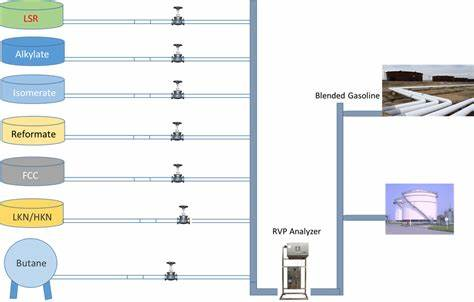 LSR
Alkylate
Isomerate
Blended Gasoline
Reformate
FCC
LKN/HKN
RVP Analyzer
Butane